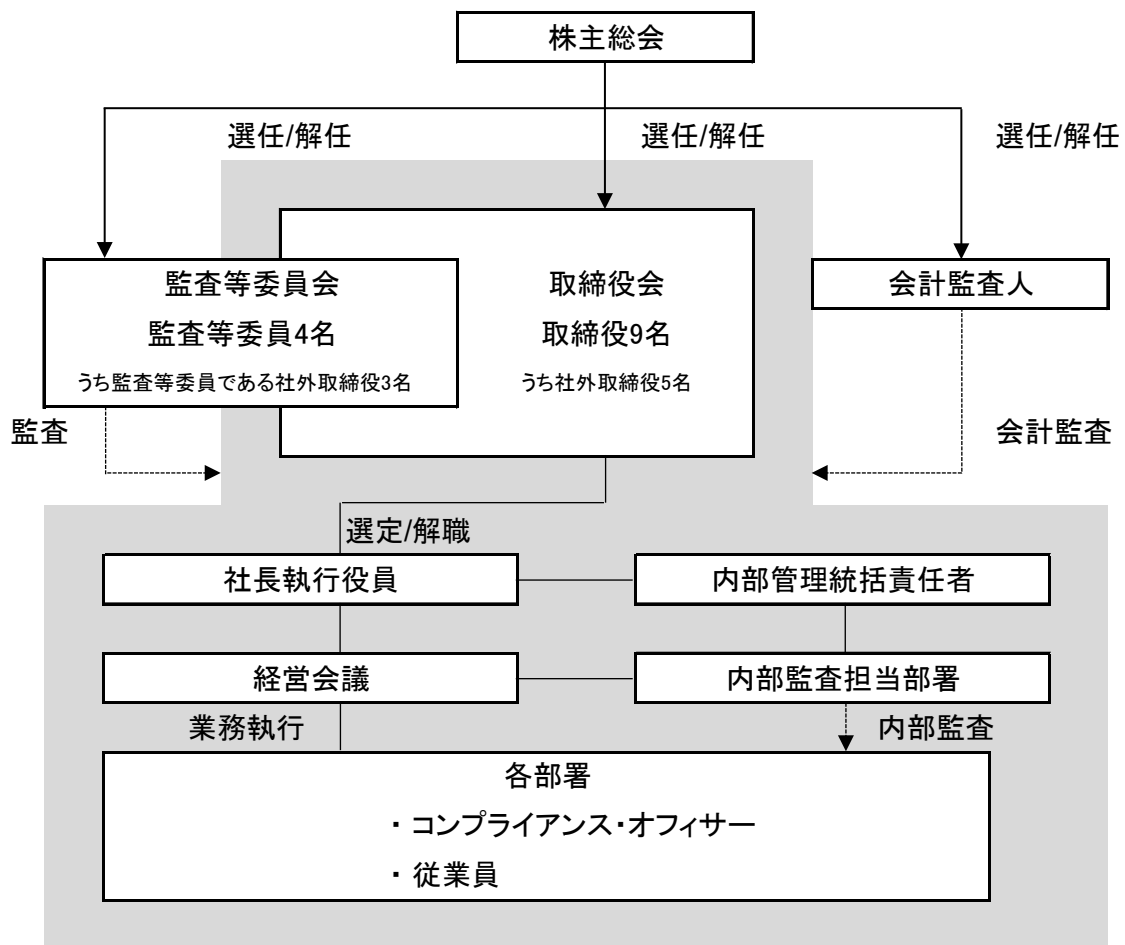 株主総会
選任/解任
選任/解任
選任/解任
監査等委員会
監査等委員4名
うち監査等委員である社外取締役3名
取締役会
取締役9名
うち社外取締役5名
会計監査人
監査
会計監査
選定/解職
社長執行役員
内部管理統括責任者
経営会議
内部監査担当部署
業務執行
内部監査
各部署
・コンプライアンス・オフィサー
・従業員